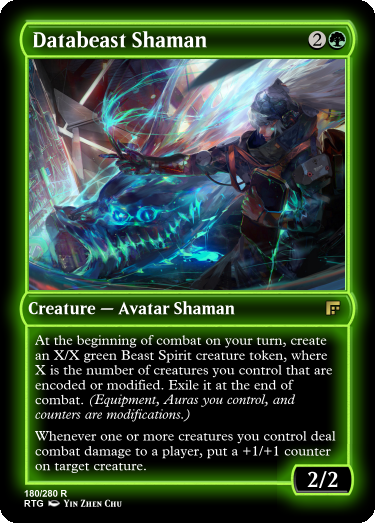 Databeast Shaman 2
Creature — Avatar Shaman
At the beginning of combat on your turn, create
an X/X green Beast Spirit creature token, where
X is the number of creatures you control that are
encoded or modified. Exile it at the end of
combat. (Equipment, Auras you control, and
counters are modifications.)
Whenever one or more creatures you control deal
combat damage to a player, put a +1/+1 counter
on target creature.
2/2
180/280 R
RTG Yin Zhen Chu